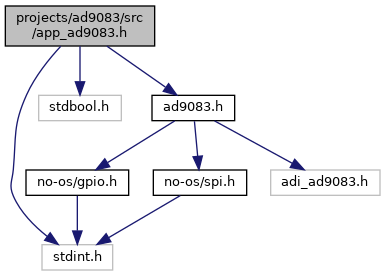 projects/ad9083/src
/app_ad9083.h
stdbool.h
ad9083.h
no-os/gpio.h
no-os/spi.h
adi_ad9083.h
stdint.h